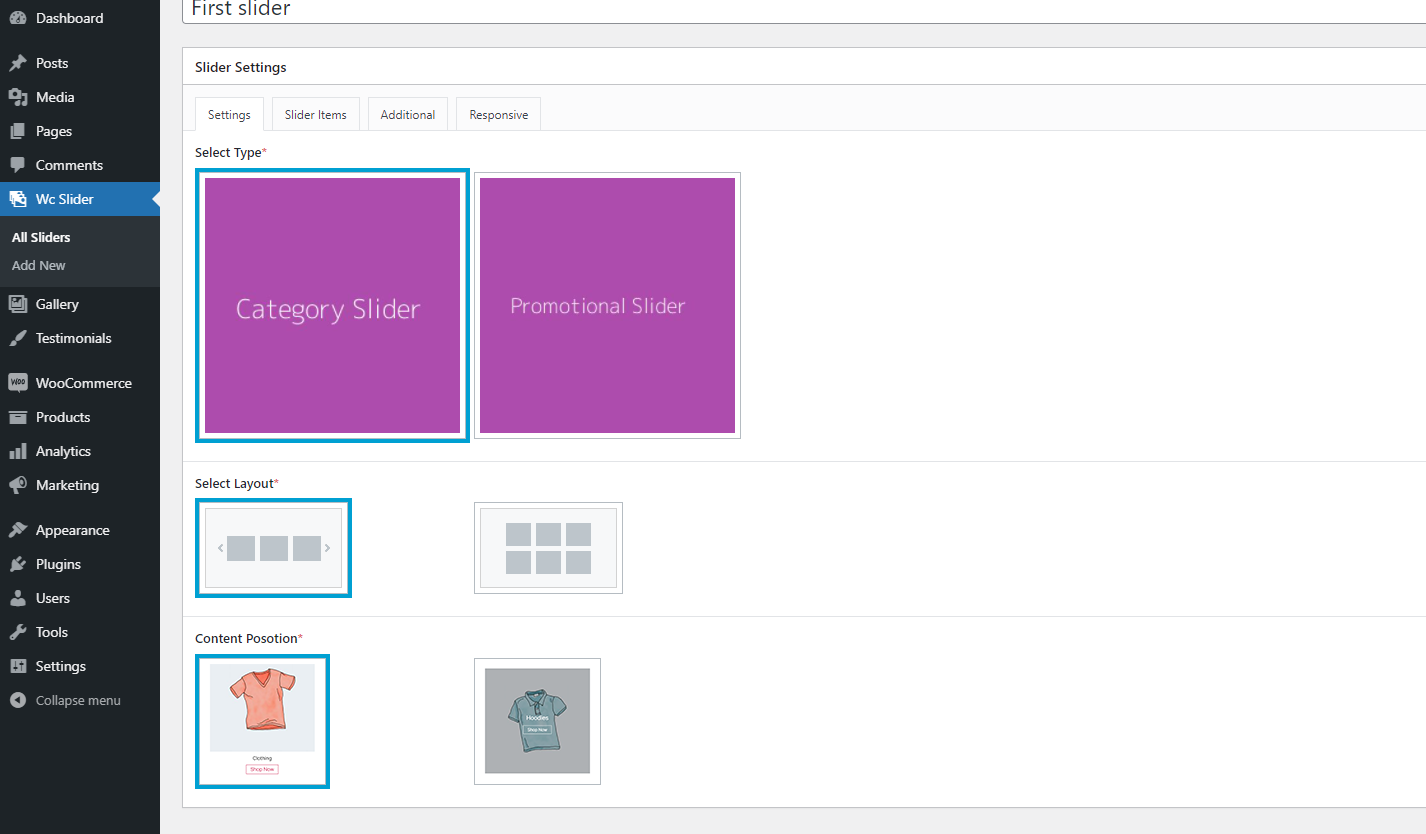 Dashboard
Posts
Media
Pages
Comments
Wc Slider
All Sliders
Add New
Gallery
Testimonials
WooCommerce
Products
Analytics
Marketing
Appearance
Plugins
Users
Tools
Settings
Collapse menu
First slider
Slider Settings
Settings Slider Items Additional Responsive
Select Type*
Category Slider
Promotional Slider
Select Layout*
Content Posotion*
Clothing
Shop Now
Hoodies
Shop Now